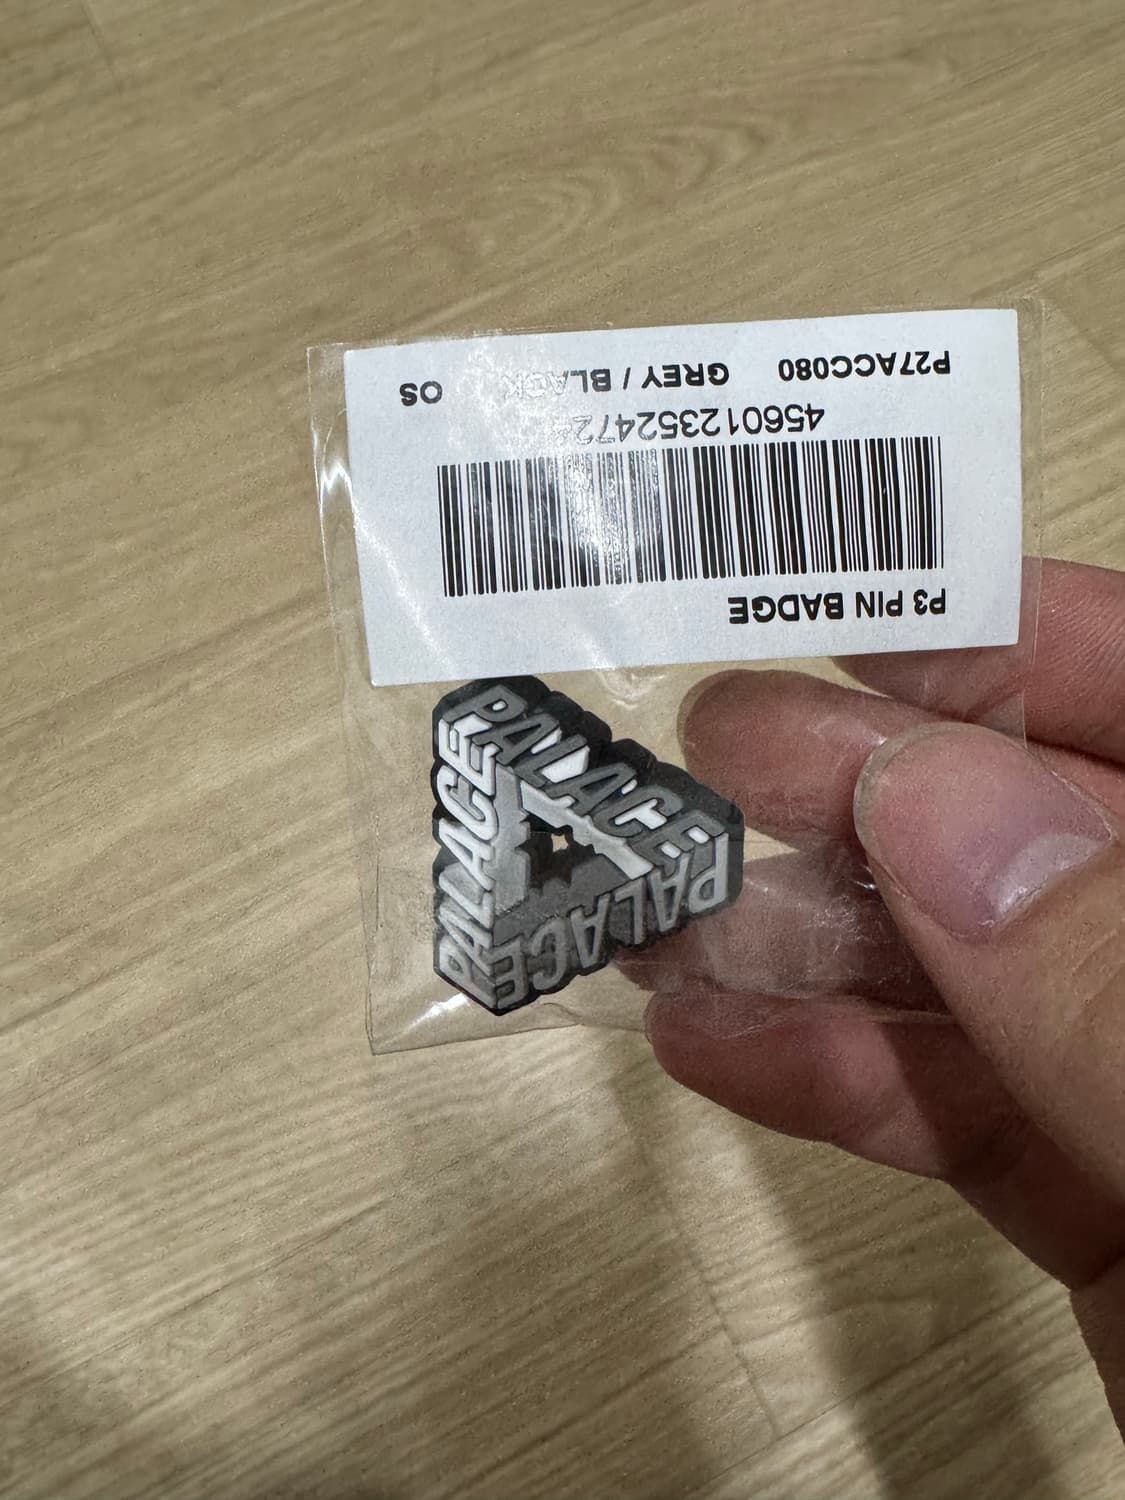 P3 PIN BADGE
P27ACC080 GREY / BLACK OS
PALACE
PALACE
PALACE